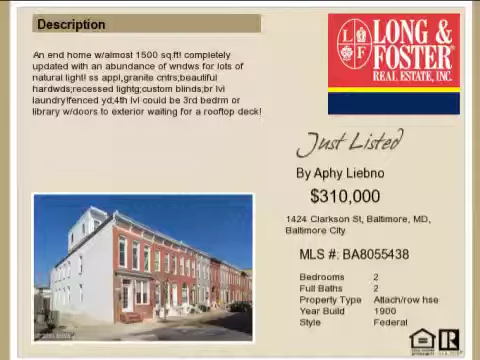 Description
An end home w/almost 1500 sq.ft! completely
updated with an abundance of wndws for lots of
natural light! ss appl,granite cntrs;beautiful
hardwds;recessed lightg;custom blinds;br lvl
laundry!fenced yd;4th lvl could be 3rd bedrm or
library w/doors to exterior waiting for a rooftop deck!
L F
LONG &
FOSTER®
REAL ESTATE, INC.
Just Listed
By Aphy Liebno
$310,000
1424 Clarkson St, Baltimore, MD,
Baltimore City
MLS #: BA8055438
Bedrooms 2
Full Baths 2
Property Type Attach/row hse
Year Build 1900
Style Federal